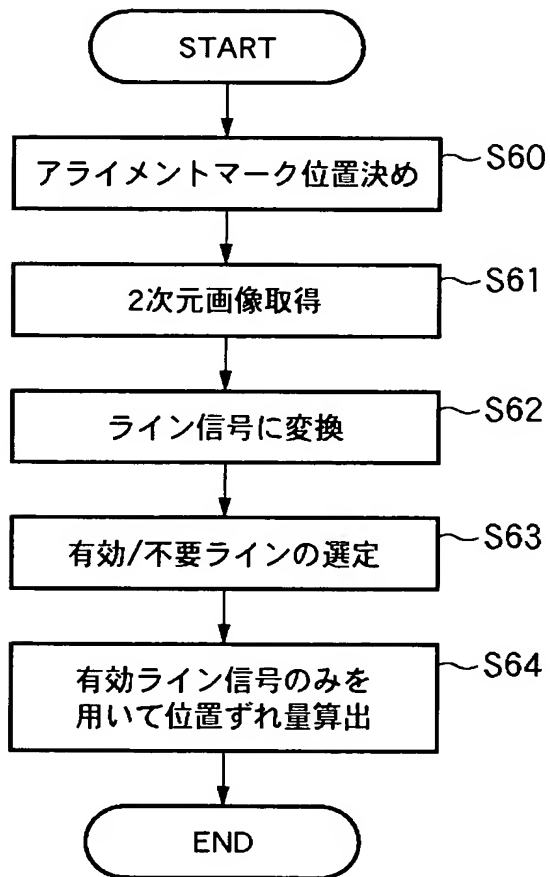 START
アライメントマーク位置決め
S60
2次元画像取得
S61
ライン信号に変換
S62
有効/不要ラインの選定
S63
有効ライン信号のみを
用いて位置ずれ量算出
S64
END